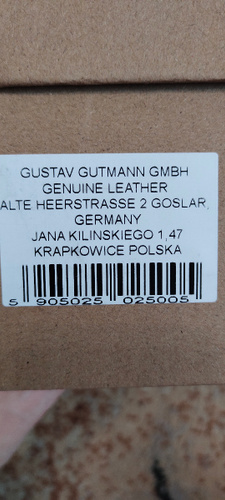 GUSTAV GUTMANN GMBH
GENUINE LEATHER
ALTE HEERSTRASSE 2 GOSLAR,
GERMANY
JANA KILINSKIEGO 1,47
KRAPKOWICE POLSKA
5 905025 025005